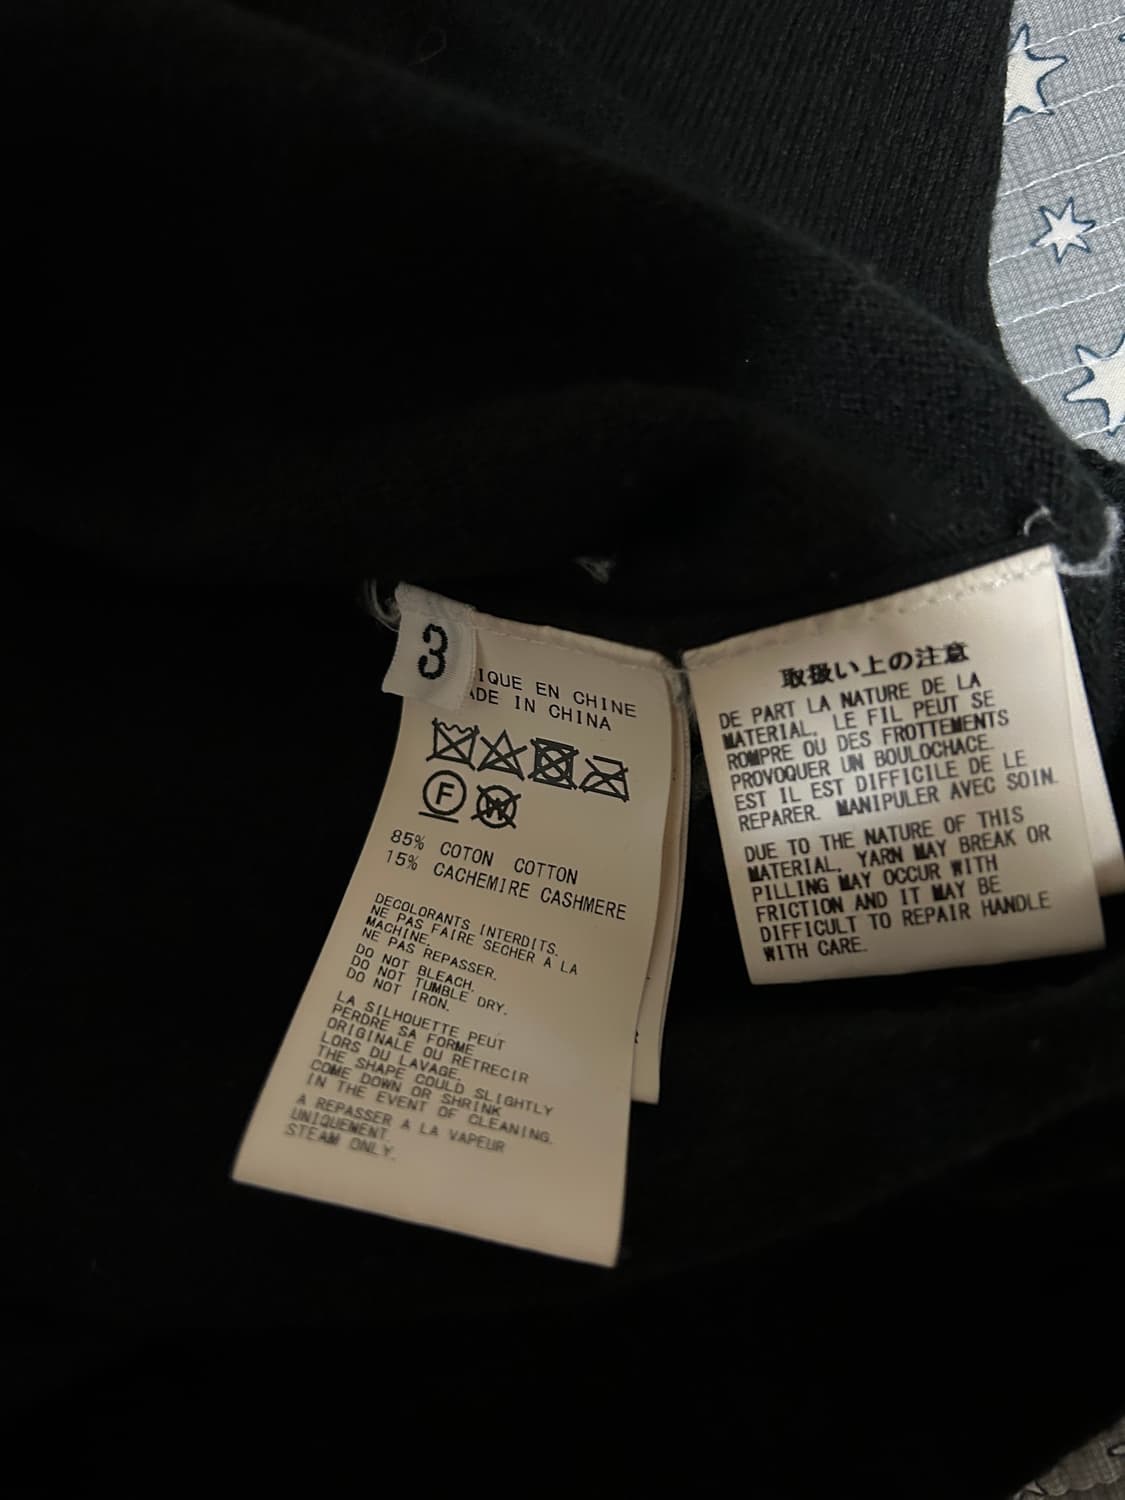 3
IQUE EN CHINE
ADE IN CHINA
F W
85% COTON COTTON
15% CACHEMIRE CASHMERE
DECOLORANTS INTERDITS.
NE PAS FAIRE SECHER A LA
MACHINE.
NE PAS REPASSER.
DO NOT BLEACH.
DO NOT TUMBLE DRY.
DO NOT IRON.
LA SILHOUETTE PEUT
PERDRE SA FORME
ORIGINALE OU RETRECIR
LORS DU LAVAGE.
THE SHAPE COULD SLIGHTLY
COME DOWN OR SHRINK
IN THE EVENT OF CLEANING.
A REPASSER A LA VAPEUR
UNIQUEMENT.
STEAM ONLY.
取扱い上の注意
DE PART LA NATURE DE LA
MATERIAL, LE FIL PEUT SE
ROMPRE OU DES FROTTEMENTS
PROVOQUER UN BOULOCHACE.
EST IL EST DIFFICILE DE LE
REPARER. MANIPULER AVEC SOIN.
DUE TO THE NATURE OF THIS
MATERIAL, YARN MAY BREAK OR
PILLING MAY OCCUR WITH
FRICTION AND IT MAY BE
DIFFICULT TO REPAIR HANDLE
WITH CARE.